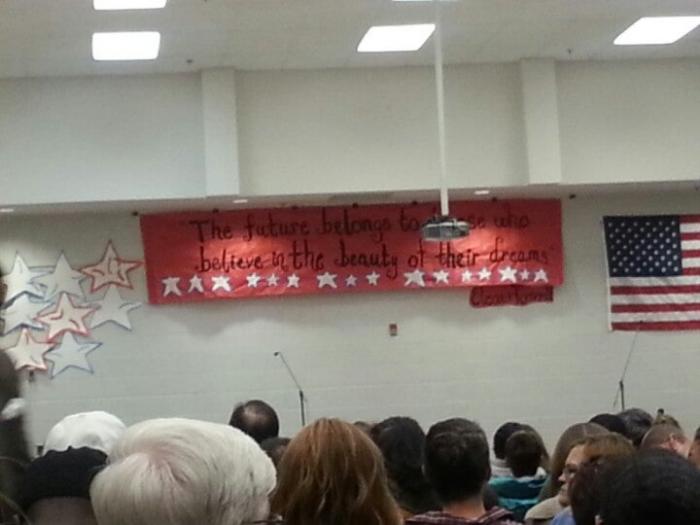 "The future belongs to who
believe in the beauty of their dreams"